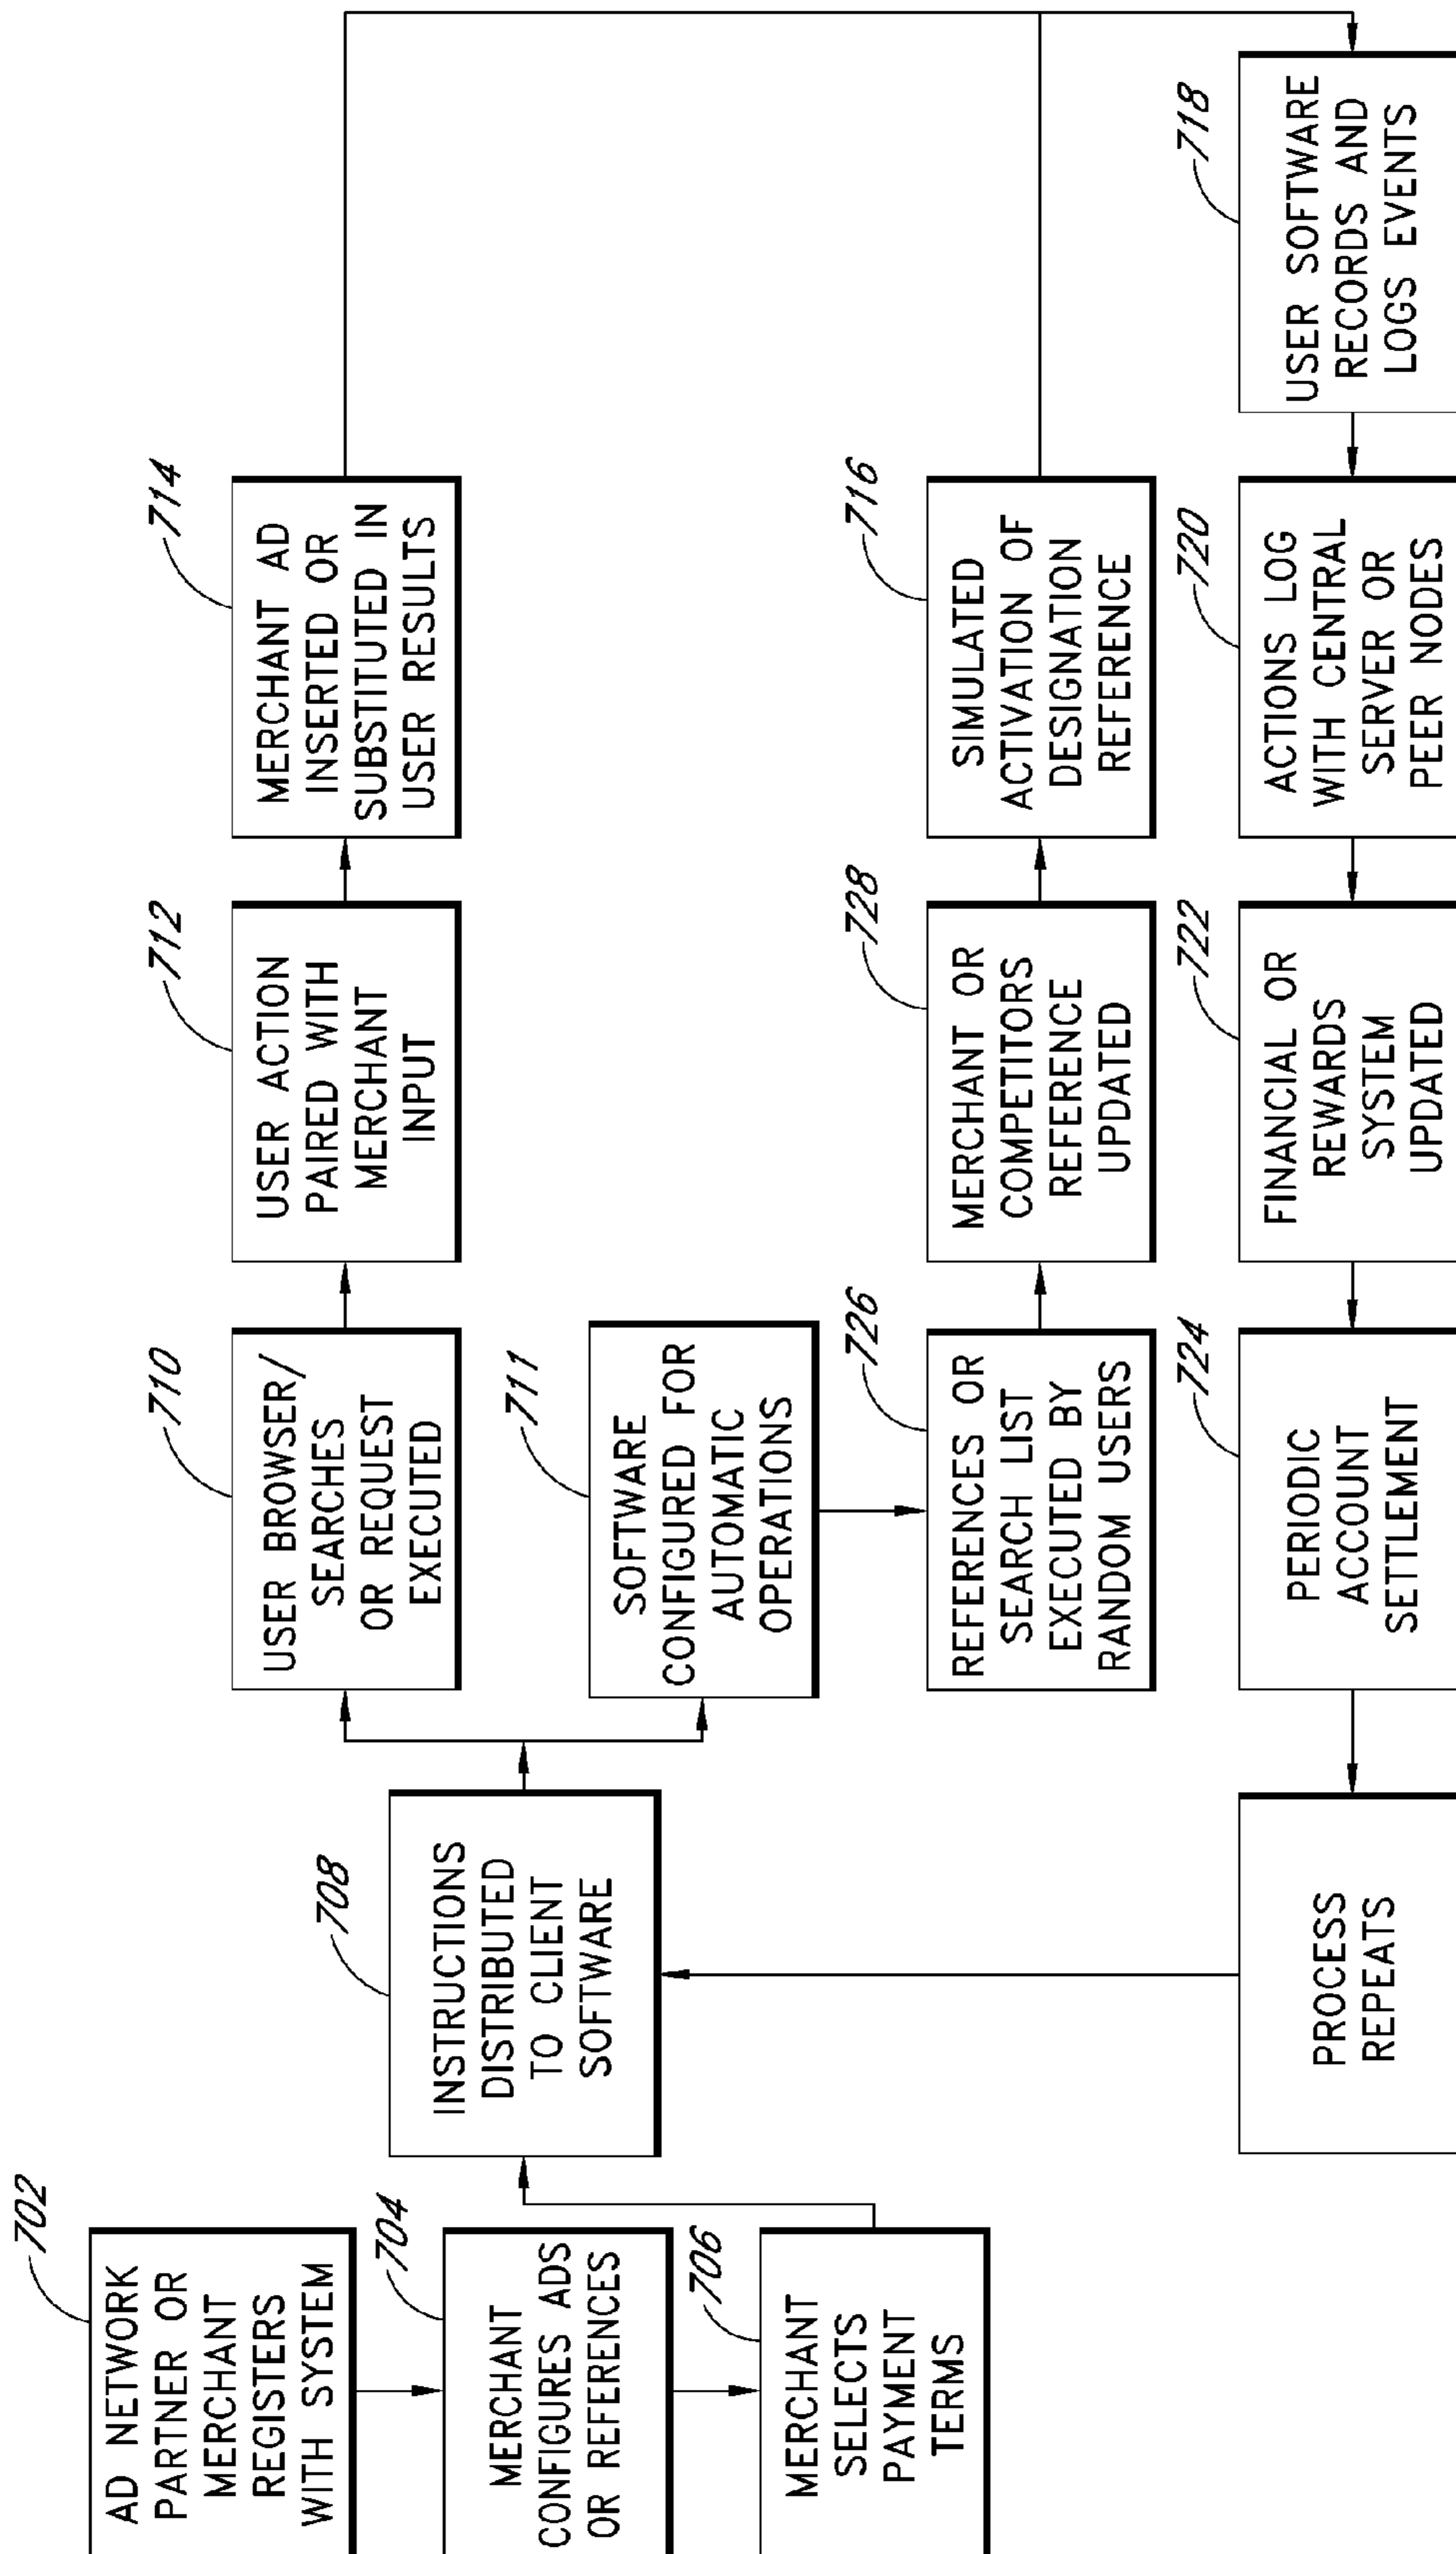 702
AD NETWORK
PARTNER OR
MERCHANT
REGISTERS
WITH SYSTEM
704
MERCHANT
CONFIGURES ADS
OR REFERENCES
706
MERCHANT
SELECTS
PAYMENT
TERMS
708
INSTRUCTIONS
DISTRIBUTED
TO CLIENT
SOFTWARE
710
USER BROWSER/
SEARCHES
OR REQUEST
EXECUTED
712
USER ACTION
PAIRED WITH
MERCHANT
INPUT
714
MERCHANT AD
INSERTED OR
SUBSTITUTED IN
USER RESULTS
711
SOFTWARE
CONFIGURED FOR
AUTOMATIC
OPERATIONS
726
REFERENCES OR
SEARCH LIST
EXECUTED BY
RANDOM USERS
728
MERCHANT OR
COMPETITORS
REFERENCE
UPDATED
716
SIMULATED
ACTIVATION OF
DESIGNATION
REFERENCE
718
USER SOFTWARE
RECORDS AND
LOGS EVENTS
720
ACTIONS LOG
WITH CENTRAL
SERVER OR
PEER NODES
722
FINANCIAL OR
REWARDS
SYSTEM
UPDATED
724
PERIODIC
ACCOUNT
SETTLEMENT
PROCESS
REPEATS